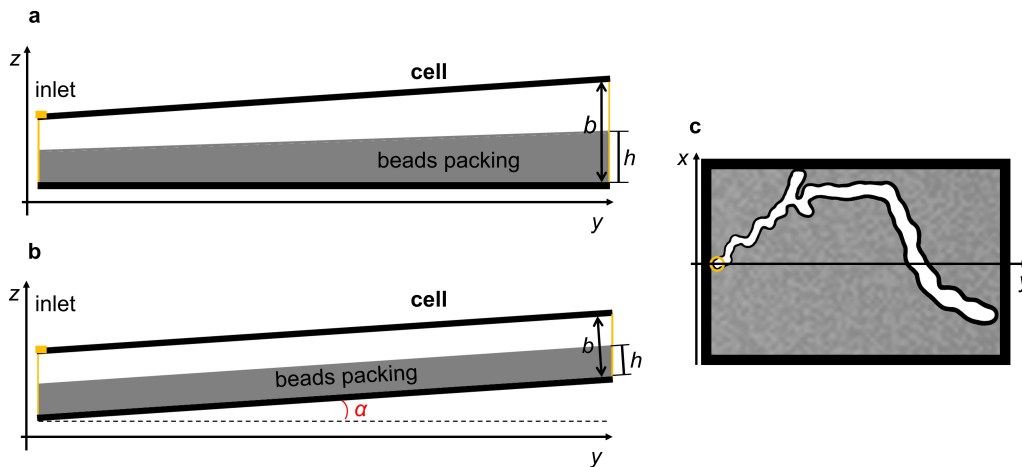 a
z
inlet
cell
b
h
beads packing
y
b
z
inlet
cell
b
h
beads packing
α
y
c
x
y